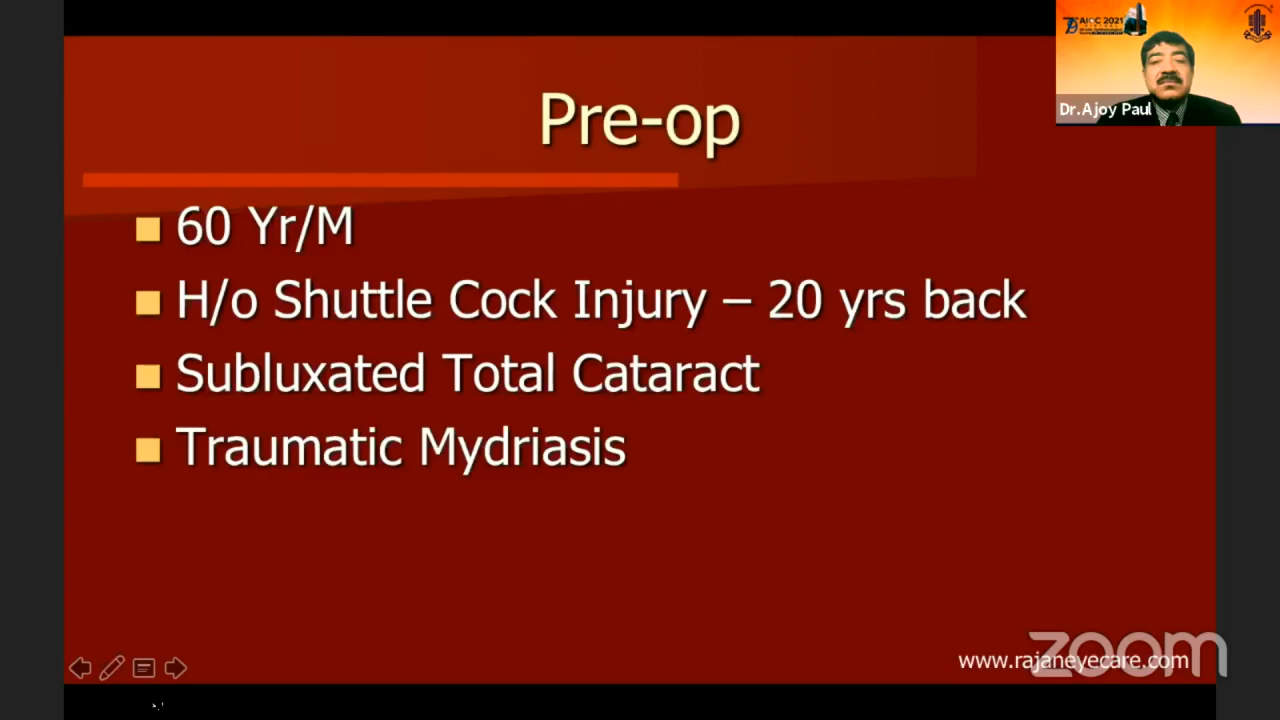 AIOC 2021
Dr.Ajoy Paul
Pre-op
60 Yr/M
H/o Shuttle Cock Injury – 20 yrs back
Subluxated Total Cataract
Traumatic Mydriasis
www.rajaneyecare.com
zoom